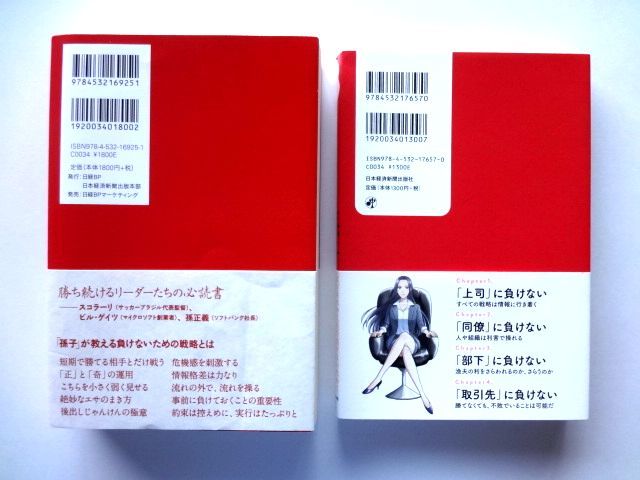 9784532169251
1920034018002
ISBN978-4-532-16925-1
C0034 ¥1800E
定価（本体1800円+税）
発行：日経BP
日本経済新聞出版本部
発売：日経BPマーケティング
勝ち続けるリーダーたちの必読書
――スコラーリ（サッカーブラジル代表監督）、
ビル・ゲイツ（マイクロソフト創業者）、孫正義（ソフトバンク社長）
「孫子」が教える負けないための戦略とは
短期で勝てる相手とだけ戦う
「正」と「奇」の運用
こちらを小さく弱く見せる
絶妙なエサのまき方
後出しじゃんけんの極意
危機感を刺激する
情報格差は力なり
流れの外で、流れを操る
事前に負けておくことの重要性
約束は控えめに、実行はたっぷりと
9784532176570
1920034013007
ISBN978-4-532-17657-0
C0034 ¥1300E
日本経済新聞出版社
定価（本体1300円+税）
Chapter1.
「上司」に負けない
すべての戦略は情報に行き着く
Chapter2.
「同僚」に負けない
人や組織は利害で操れる
Chapter3.
「部下」に負けない
漁夫の利をさらわれるのか、さらうのか
Chapter4.
「取引先」に負けない
勝てなくても、不敗でいることは可能だ